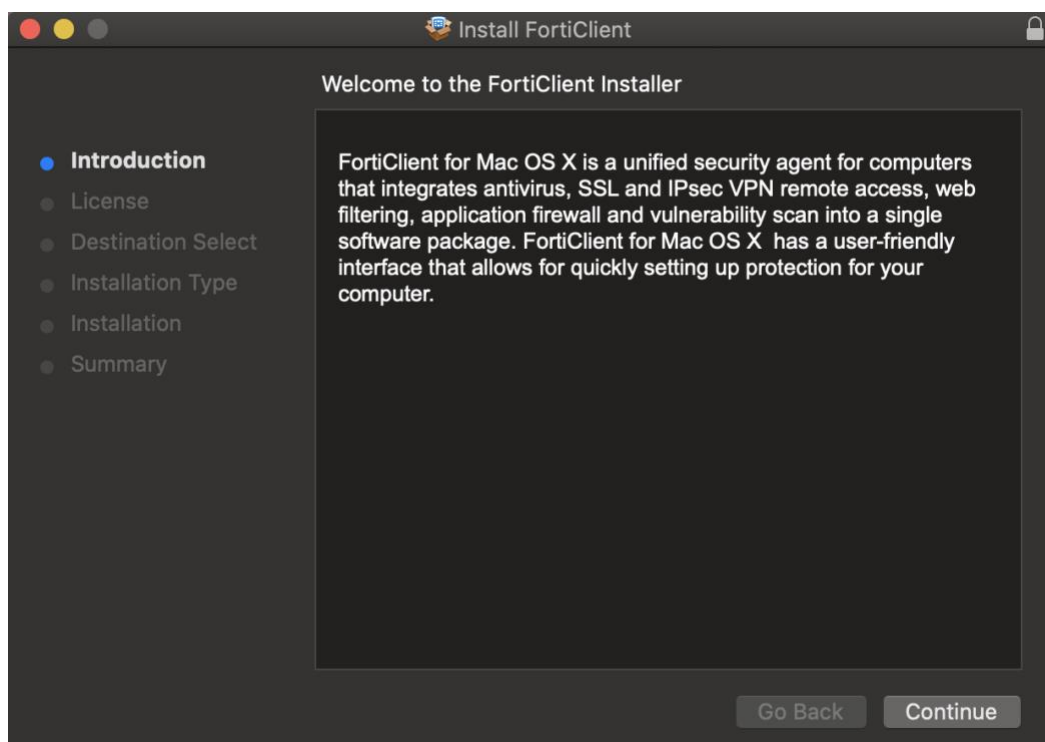 Install FortiClient
Welcome to the FortiClient Installer
Introduction
License
Destination Select
Installation Type
Installation
Summary
FortiClient for Mac OS X is a unified security agent for computers
that integrates antivirus, SSL and IPsec VPN remote access, web
filtering, application firewall and vulnerability scan into a single
software package. FortiClient for Mac OS X  has a user-friendly
interface that allows for quickly setting up protection for your
computer.
Go Back
Continue